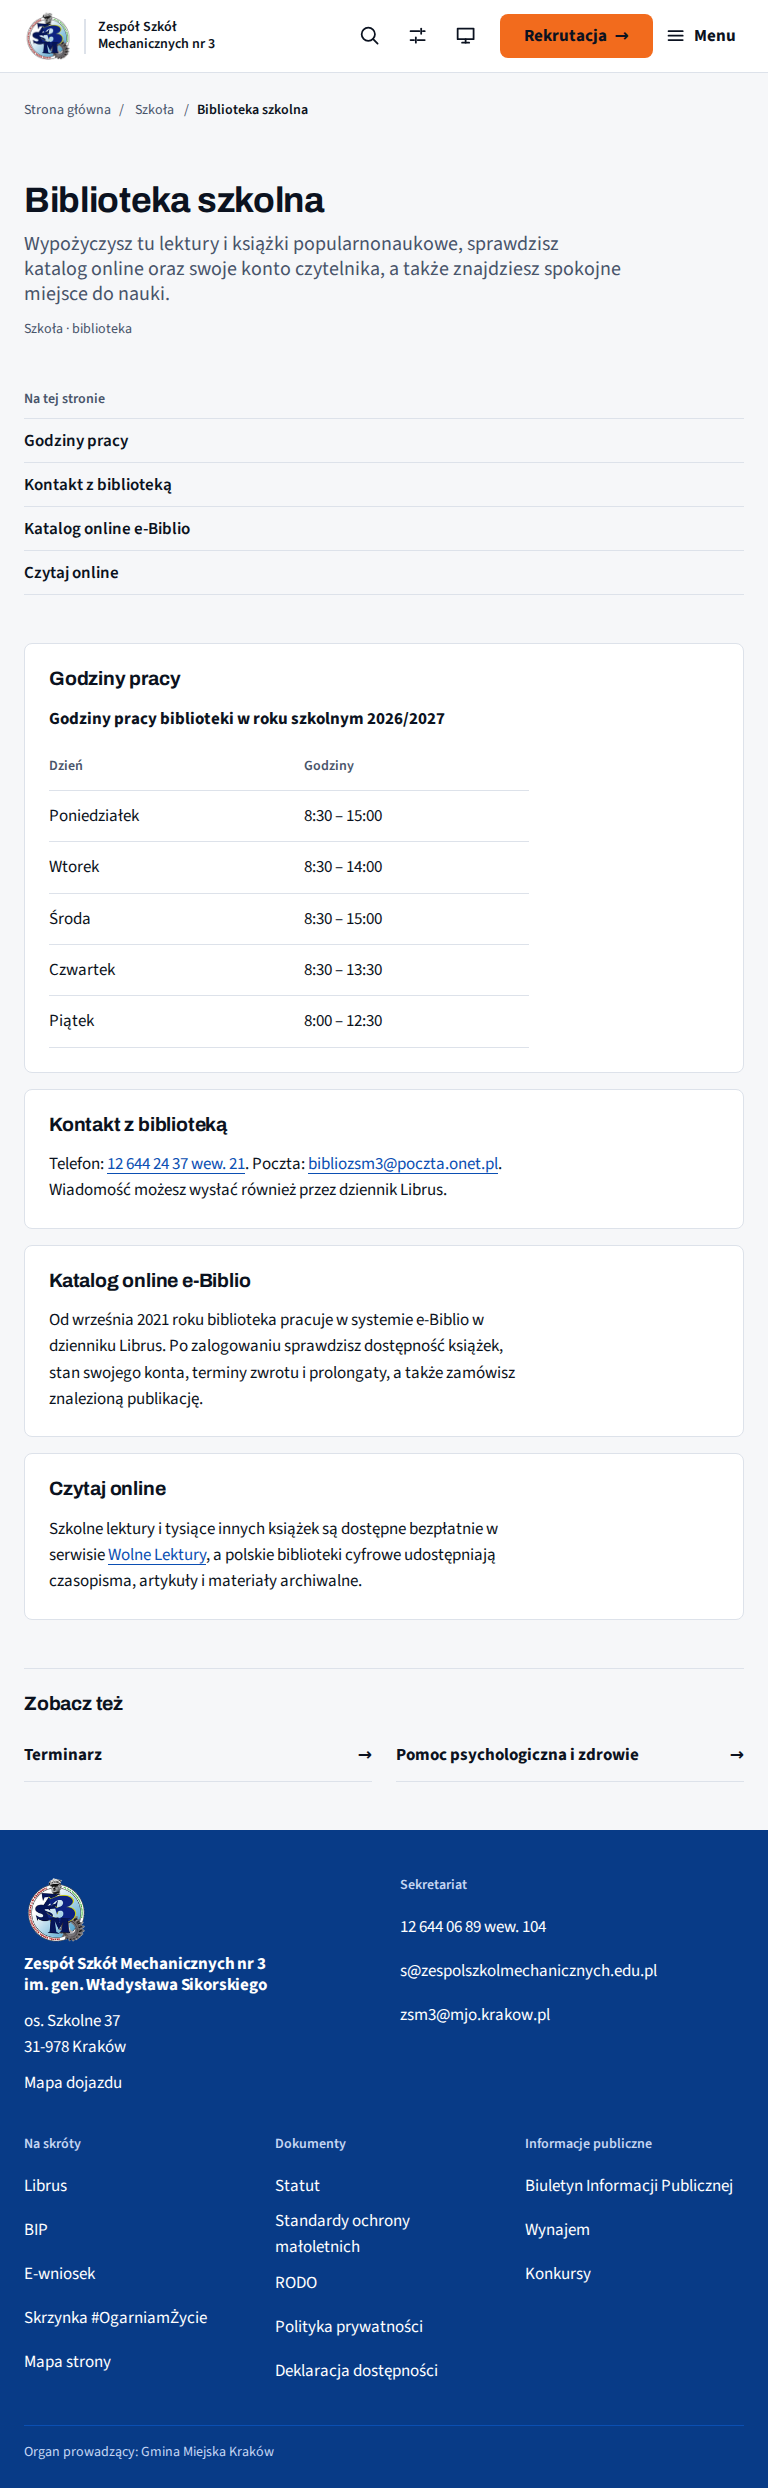 Zespół Szkół
Mechanicznych nr 3
Rekrutacja →
Menu
Strona główna / Szkoła / Biblioteka szkolna
Biblioteka szkolna
Wypożyczysz tu lektury i książki popularnonaukowe, sprawdzisz
katalog online oraz swoje konto czytelnika, a także znajdziesz spokojne
miejsce do nauki.
Szkoła · biblioteka
Na tej stronie
Godziny pracy
Kontakt z biblioteką
Katalog online e-Biblio
Czytaj online
Godziny pracy
Godziny pracy biblioteki w roku szkolnym 2026/2027
Dzień Godziny
Poniedziałek 8:30 – 15:00
Wtorek 8:30 – 14:00
Środa 8:30 – 15:00
Czwartek 8:30 – 13:30
Piątek 8:00 – 12:30
Kontakt z biblioteką
Telefon: 12 644 24 37 wew. 21. Poczta: bibliozsm3@poczta.onet.pl.
Wiadomość możesz wysłać również przez dziennik Librus.
Katalog online e-Biblio
Od września 2021 roku biblioteka pracuje w systemie e-Biblio w
dzienniku Librus. Po zalogowaniu sprawdzisz dostępność książek,
stan swojego konta, terminy zwrotu i prolongaty, a także zamówisz
znalezioną publikację.
Czytaj online
Szkolne lektury i tysiące innych książek są dostępne bezpłatnie w
serwisie Wolne Lektury, a polskie biblioteki cyfrowe udostępniają
czasopisma, artykuły i materiały archiwalne.
Zobacz też
Terminarz →
Pomoc psychologiczna i zdrowie →
Zespół Szkół Mechanicznych nr 3
im. gen. Władysława Sikorskiego
os. Szkolne 37
31-978 Kraków
Mapa dojazdu
Sekretariat
12 644 06 89 wew. 104
s@zespolszkolmechanicznych.edu.pl
zsm3@mjo.krakow.pl
Na skróty
Librus
BIP
E-wniosek
Skrzynka #OgarniamŻycie
Mapa strony
Dokumenty
Statut
Standardy ochrony
małoletnich
RODO
Polityka prywatności
Deklaracja dostępności
Informacje publiczne
Biuletyn Informacji Publicznej
Wynajem
Konkursy
Organ prowadzący: Gmina Miejska Kraków